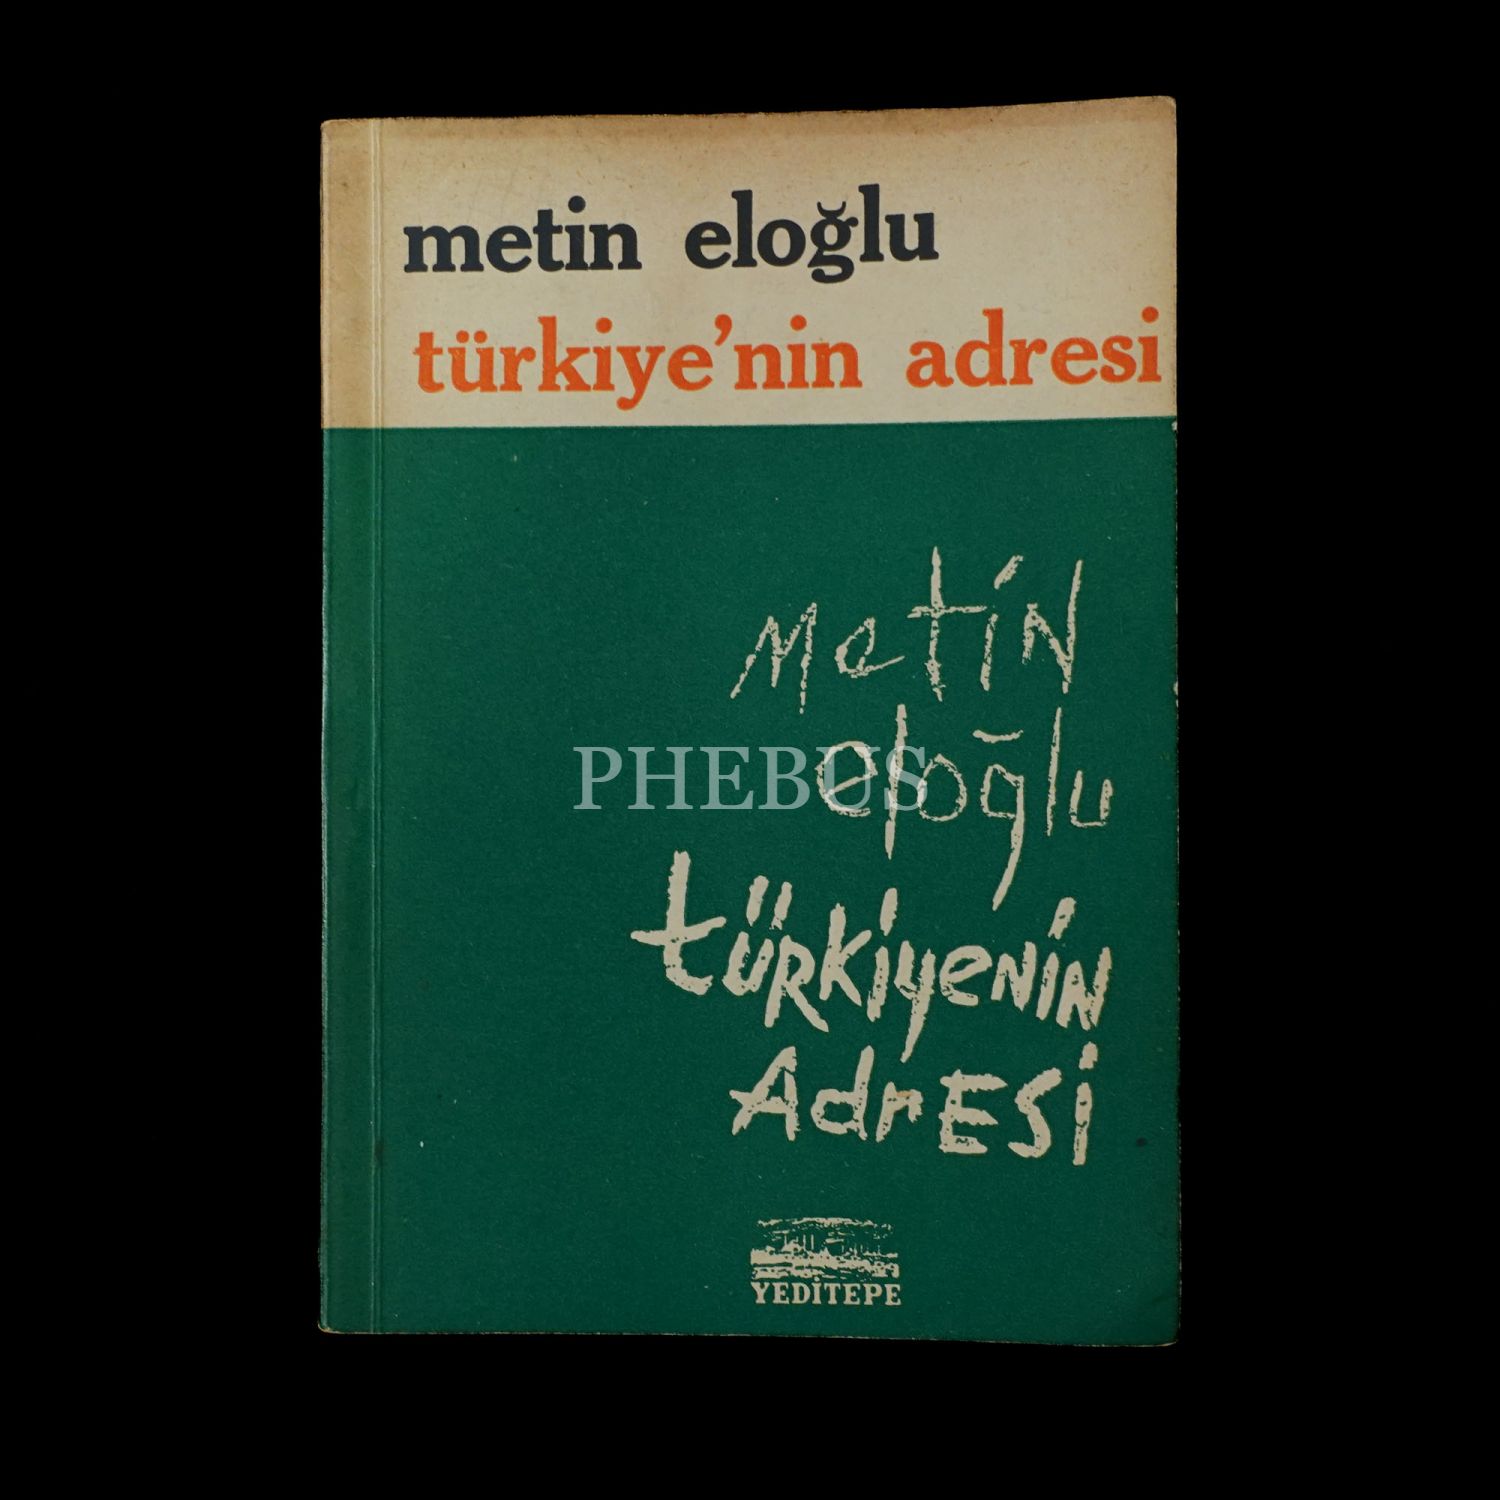 metin eloğlu
türkiye'nin adresi
metin
eloğlu
PHEBUS
türkiyenin
AdrESi
YEDİTEPE